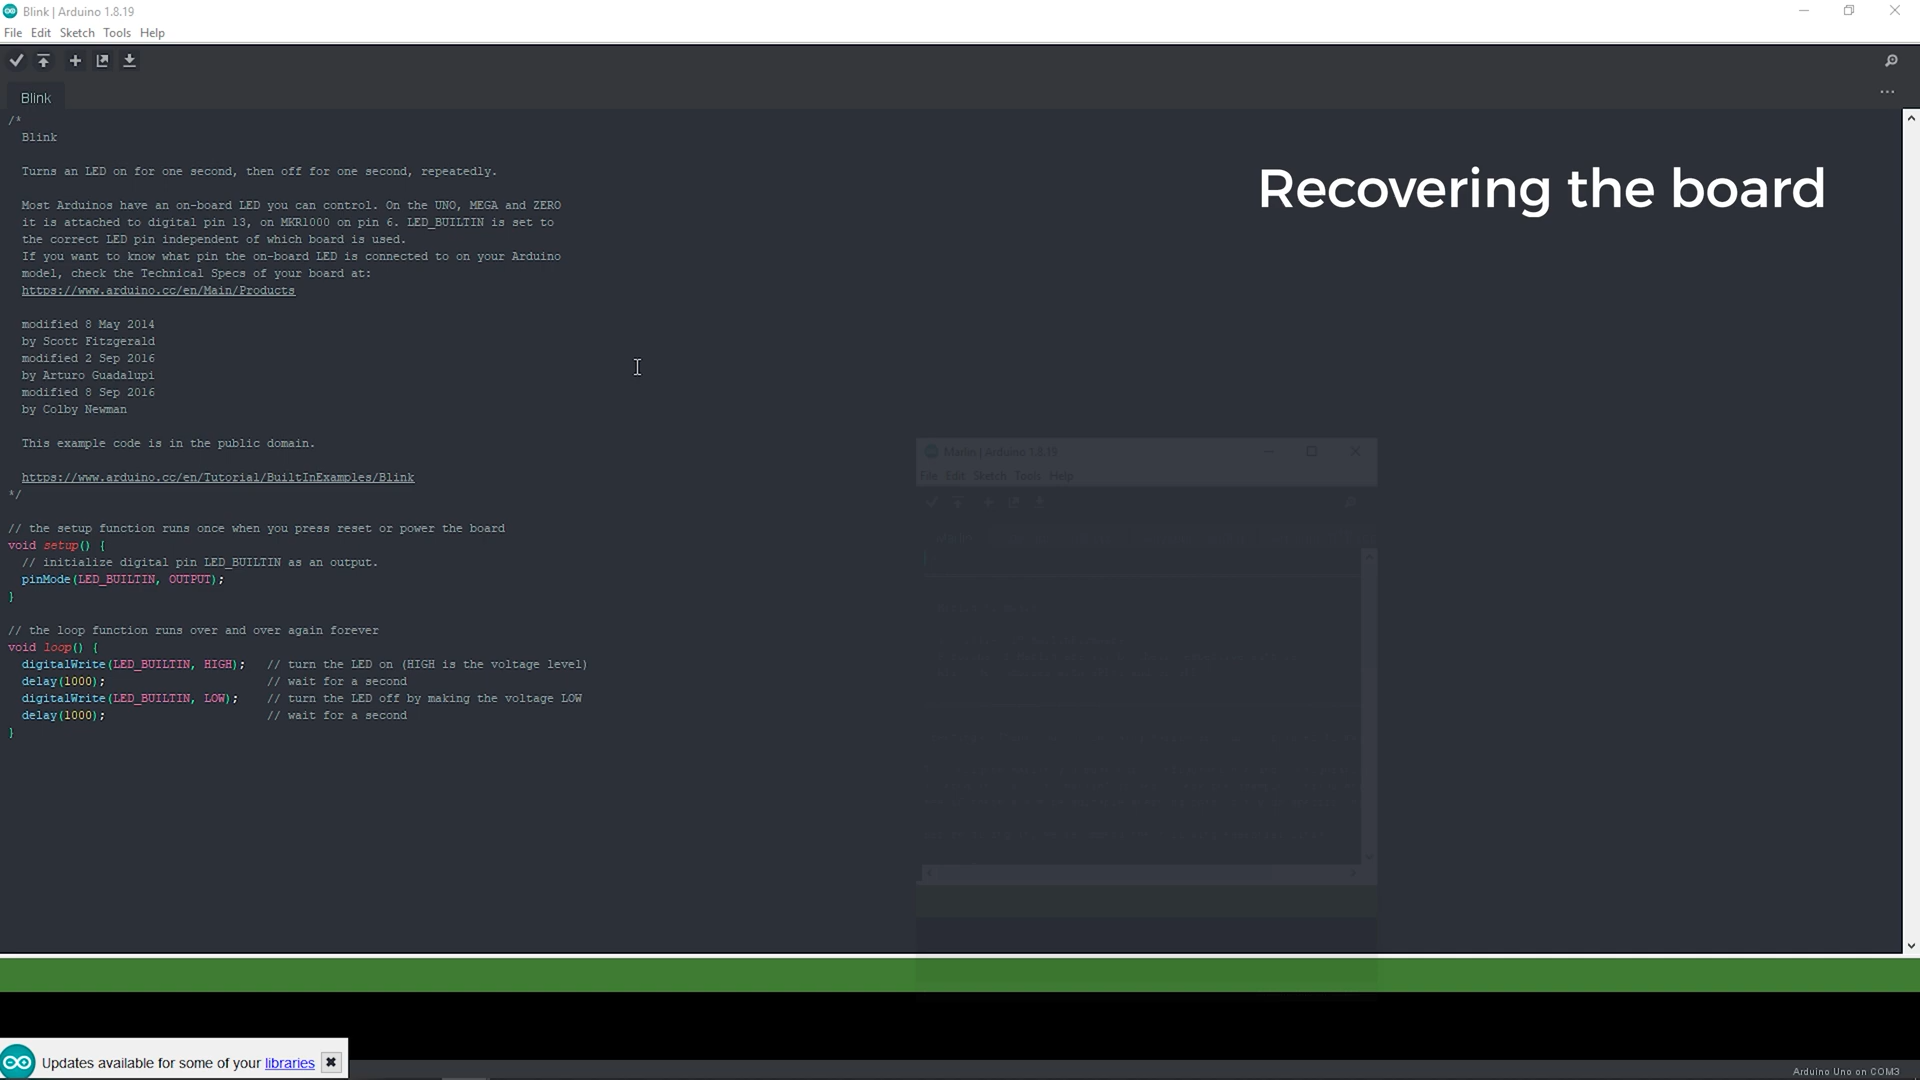 Blink | Arduino 1.8.19
File Edit Sketch Tools Help
Blink
Recovering the board
/*
Blink
Turns an LED on for one second, then off for one second, repeatedly.
Most Arduinos have an on-board LED you can control. On the UNO, MEGA and ZERO
it is attached to digital pin 13, on MKR1000 on pin 6. LED_BUILTIN is set to
the correct LED pin independent of which board is used.
If you want to know what pin the on-board LED is connected to on your Arduino
model, check the Technical Specs of your board at:
https://www.arduino.cc/en/Main/Products
modified 8 May 2014
by Scott Fitzgerald
modified 2 Sep 2016
by Arturo Guadalupi
modified 8 Sep 2016
by Colby Newman
This example code is in the public domain.
https://www.arduino.cc/en/Tutorial/BuiltInExamples/Blink
*/
// the setup function runs once when you press reset or power the board
void setup() {
// initialize digital pin LED_BUILTIN as an output.
pinMode(LED_BUILTIN, OUTPUT);
}
// the loop function runs over and over again forever
void loop() {
digitalWrite(LED_BUILTIN, HIGH); // turn the LED on (HIGH is the voltage level)
delay(1000); // wait for a second
digitalWrite(LED_BUILTIN, LOW); // turn the LED off by making the voltage LOW
delay(1000); // wait for a second
}
Marlin | Arduino 1.8.19
File Edit Sketch Tools Help
Updates available for some of your libraries
Arduino Uno on COM3